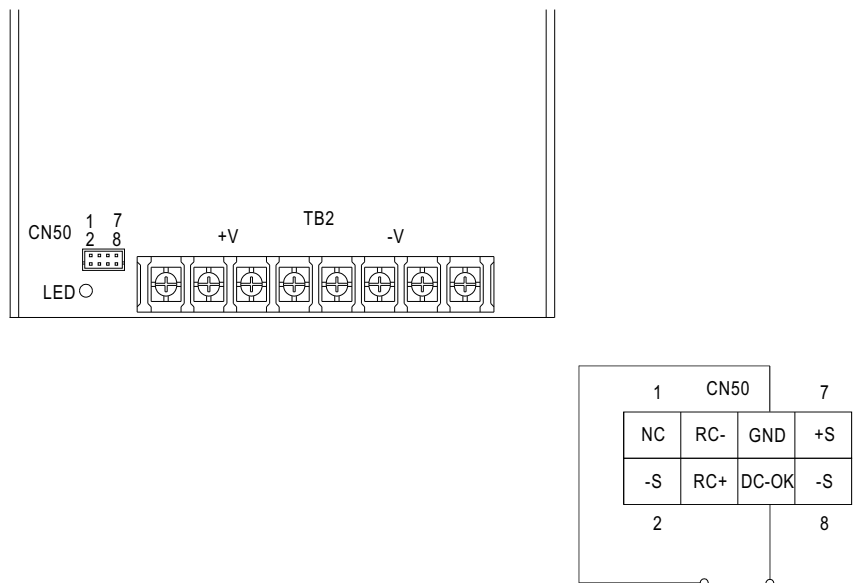 TB2
CN50 1 7
2 8
+V -V
LED
1 CN50 7
NC RC- GND +S
-S RC+ DC-OK -S
2 8